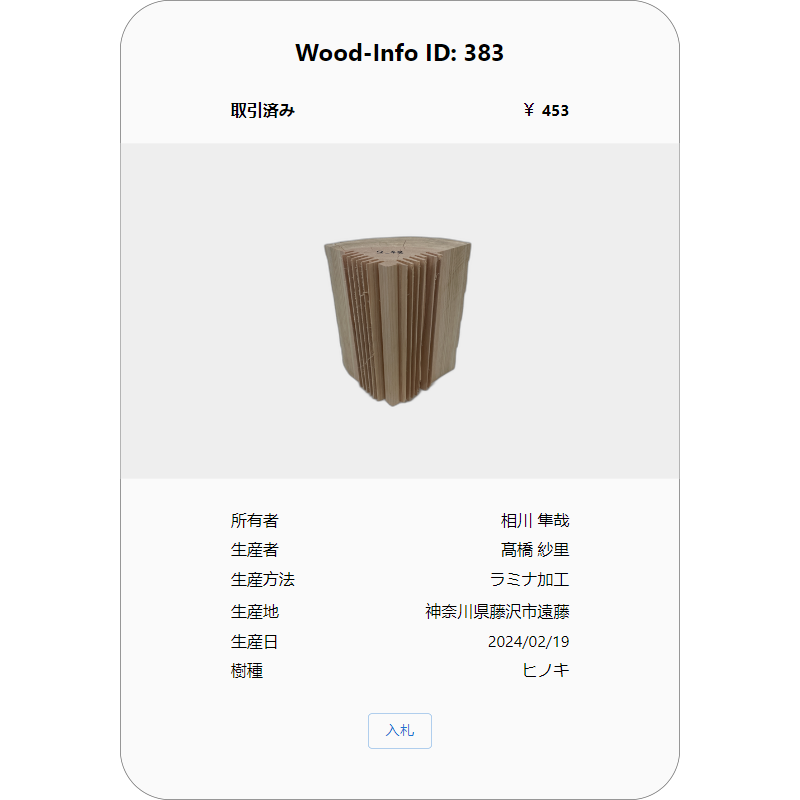 Wood-Info ID: 383
取引済み ￥ 453
所有者 相川 隼哉
生産者 髙橋 紗里
生産方法 ラミナ加工
生産地 神奈川県藤沢市遠藤
生産日 2024/02/19
樹種 ヒノキ
入札